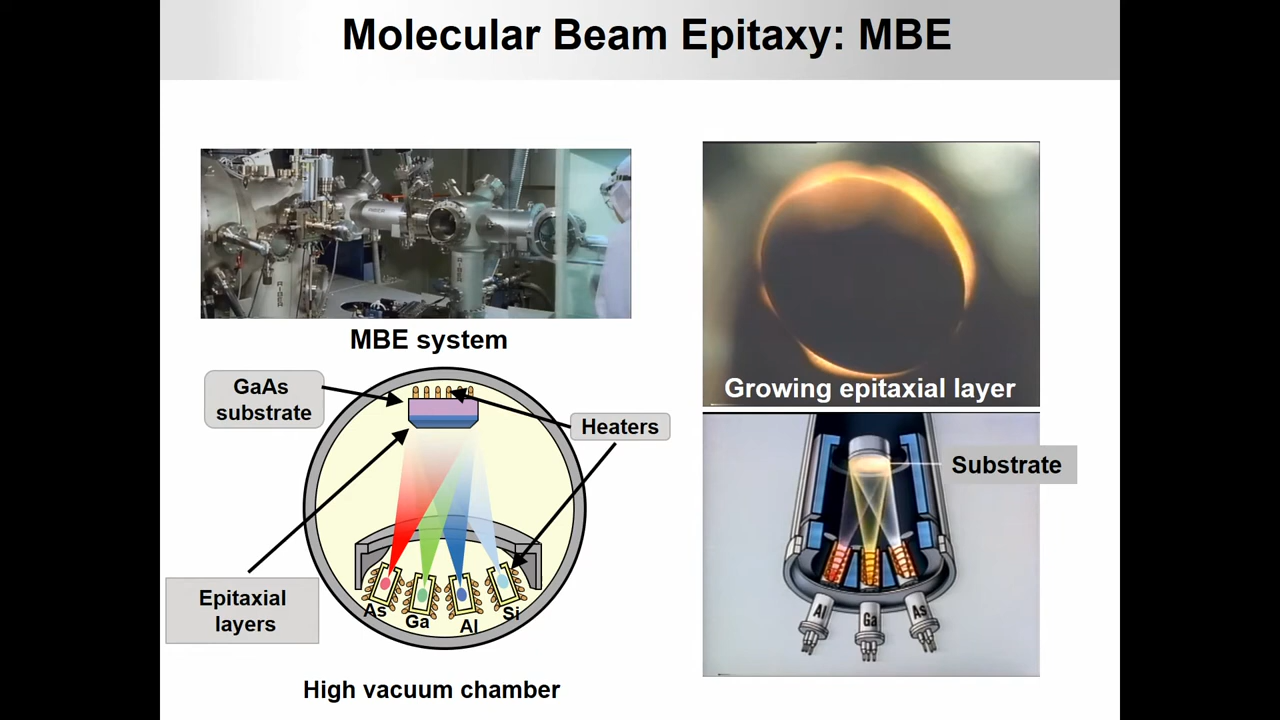 Molecular Beam Epitaxy: MBE
MBE system
GaAs
substrate
Heaters
Epitaxial
layers
As
Ga
Al
Si
High vacuum chamber
Growing epitaxial layer
Substrate
Al
Ga
As
RIBER